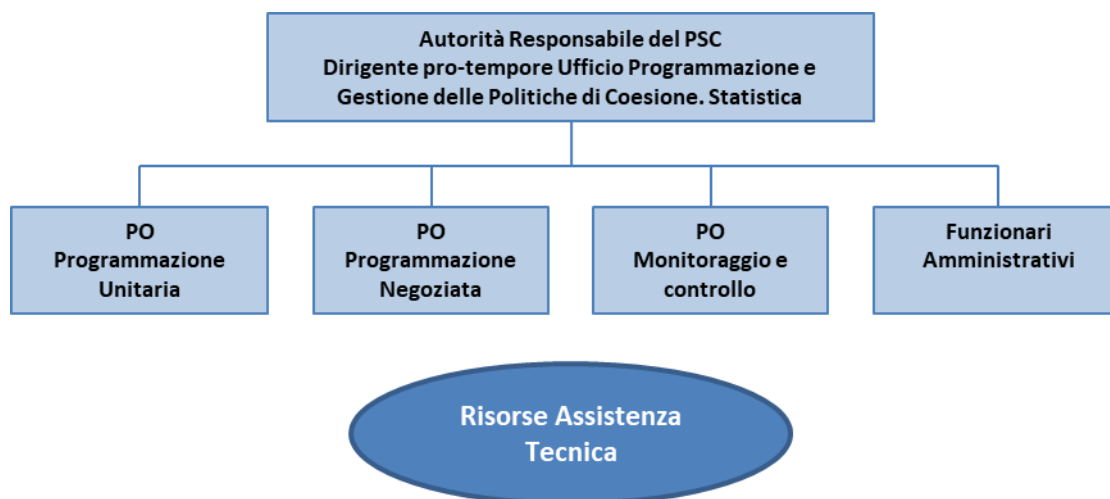 Autorità Responsabile del PSC
Dirigente pro-tempore Ufficio Programmazione e
Gestione delle Politiche di Coesione. Statistica
PO
Programmazione
Unitaria
PO
Programmazione
Negoziata
PO
Monitoraggio e
controllo
Funzionari
Amministrativi
Risorse Assistenza
Tecnica